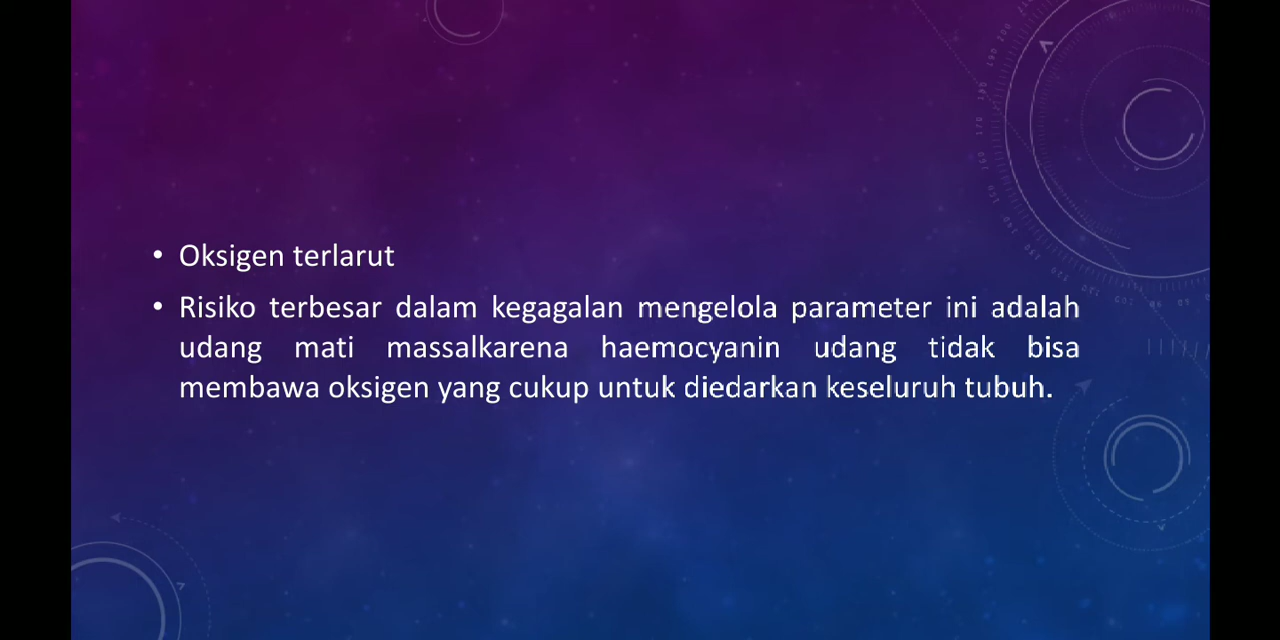 • Oksigen terlarut
• Risiko terbesar dalam kegagalan mengelola parameter ini adalah
udang mati massalkarena haemocyanin udang tidak bisa
membawa oksigen yang cukup untuk diedarkan keseluruh tubuh.